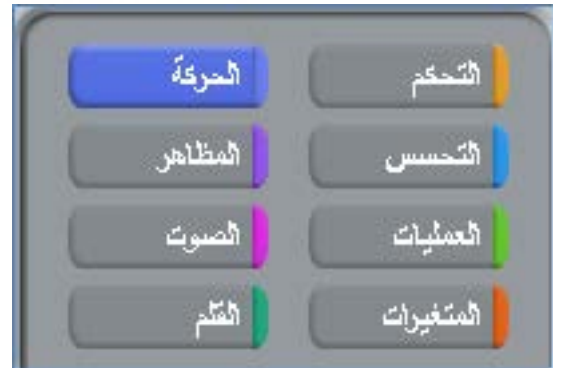 التحكم الحركة
التحسس المظاهر
العمليات الصوت
المتغيرات القلم